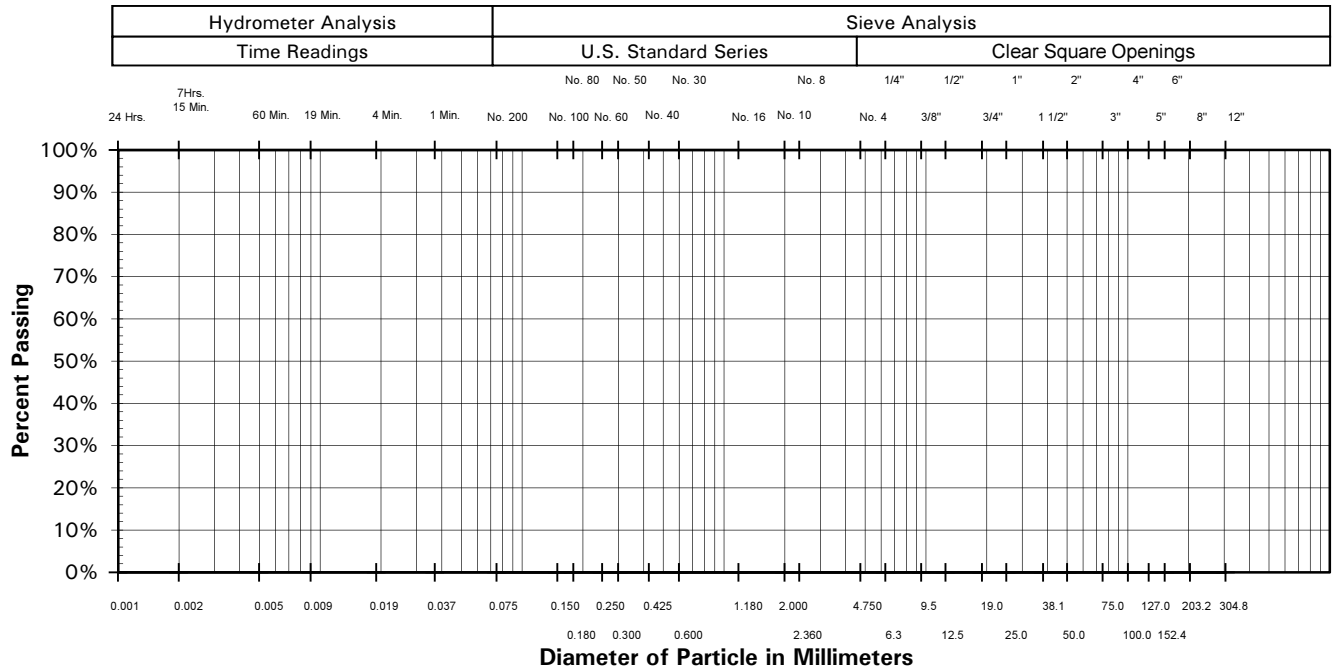 Hydrometer Analysis Sieve Analysis
Time Readings U.S. Standard Series Clear Square Openings
No. 80 No. 50 No. 30 No. 8 1/4" 1/2" 1" 2" 4" 6"
7Hrs.
15 Min.
24 Hrs. 60 Min. 19 Min. 4 Min. 1 Min. No. 200 No. 100 No. 60 No. 40 No. 16 No. 10 No. 4 3/8" 3/4" 1 1/2" 3" 5" 8" 12"
100%
90%
80%
70%
60%
50%
40%
30%
20%
10%
0%
Percent Passing
0.001 0.002 0.005 0.009 0.019 0.037 0.075 0.150 0.250 0.425 1.180 2.000 4.750 9.5 19.0 38.1 75.0 127.0 203.2 304.8
0.180 0.300 0.600 2.360 6.3 12.5 25.0 50.0 100.0 152.4
Diameter of Particle in Millimeters